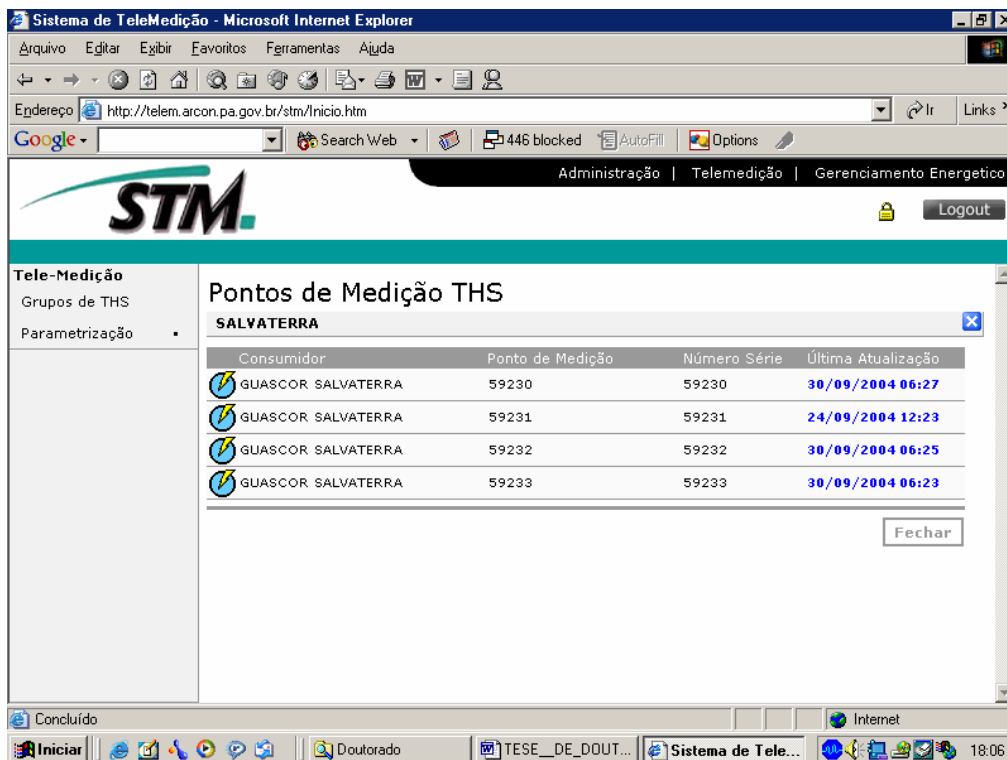 Sistema de TeleMedição - Microsoft Internet Explorer
Arquivo Editar Exibir Favoritos Ferramentas Ajuda
Endereço http://telem.arcon.pa.gov.br/stm/Inicio.htm Ir Links
Google Search Web 446 blocked AutoFill Options
Administração | Telemedição | Gerenciamento Energetico
STM
Logout
Tele-Medição
Grupos de THS
Parametrização
Pontos de Medição THS
SALVATERRA
Consumidor Ponto de Medição Número Série Última Atualização
GUASCOR SALVATERRA 59230 59230 30/09/2004 06:27
GUASCOR SALVATERRA 59231 59231 24/09/2004 12:23
GUASCOR SALVATERRA 59232 59232 30/09/2004 06:25
GUASCOR SALVATERRA 59233 59233 30/09/2004 06:23
Fechar
Concluído Internet
Iniciar Doutorado TESE__DE_DOUT... Sistema de Tele... 18:06